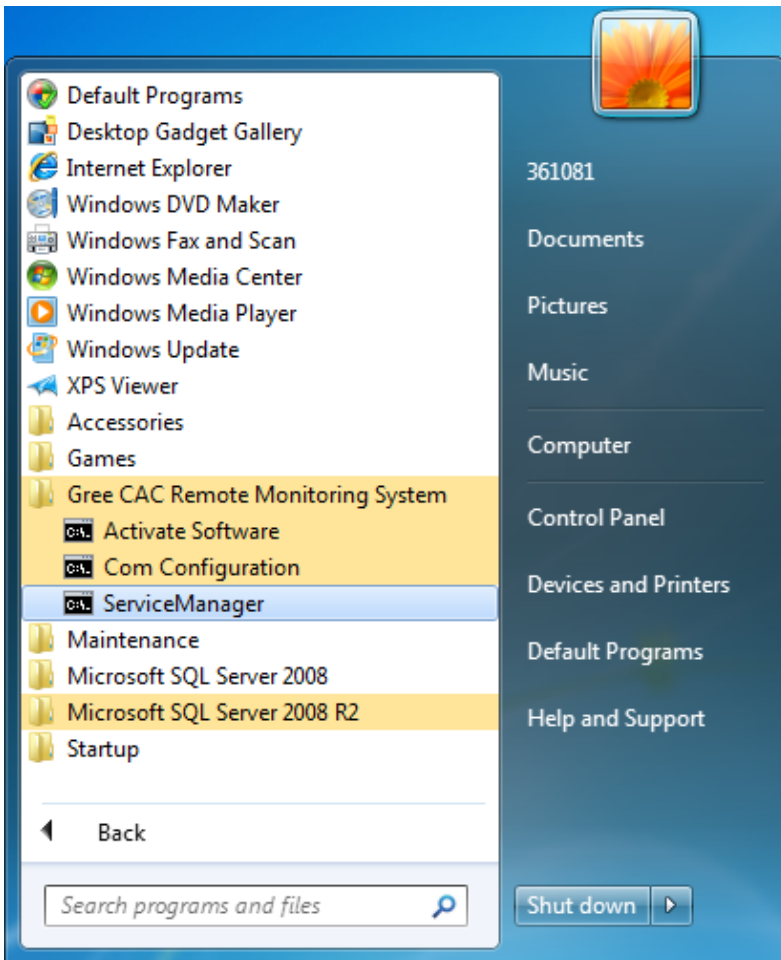 Default Programs
Desktop Gadget Gallery
Internet Explorer
Windows DVD Maker
Windows Fax and Scan
Windows Media Center
Windows Media Player
Windows Update
XPS Viewer
Accessories
Games
Gree CAC Remote Monitoring System
Activate Software
Com Configuration
ServiceManager
Maintenance
Microsoft SQL Server 2008
Microsoft SQL Server 2008 R2
Startup
Back
Search programs and files
361081
Documents
Pictures
Music
Computer
Control Panel
Devices and Printers
Default Programs
Help and Support
Shut down